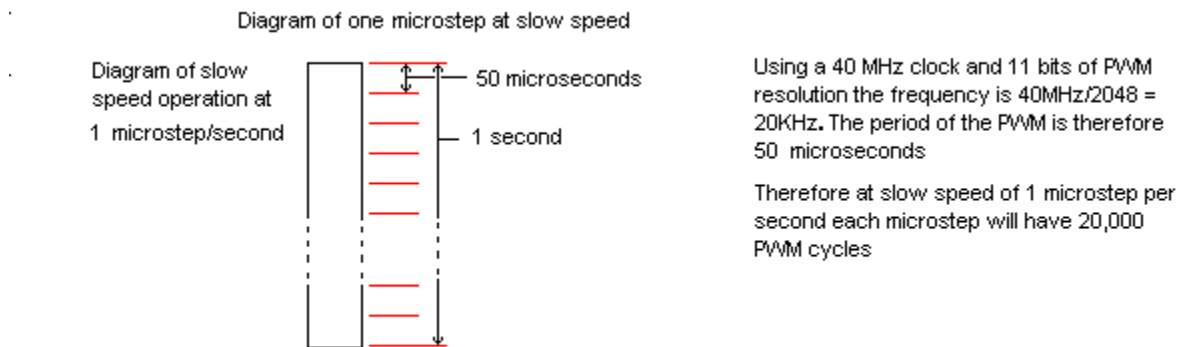 Diagram of one microstep at slow speed
Diagram of slow
speed operation at
1 microstep/second
50 microseconds
1 second
Using a 40 MHz clock and 11 bits of PWM
resolution the frequency is 40MHz/2048 =
20KHz. The period of the PWM is therefore
50 microseconds
Therefore at slow speed of 1 microstep per
second each microstep will have 20,000
PWM cycles